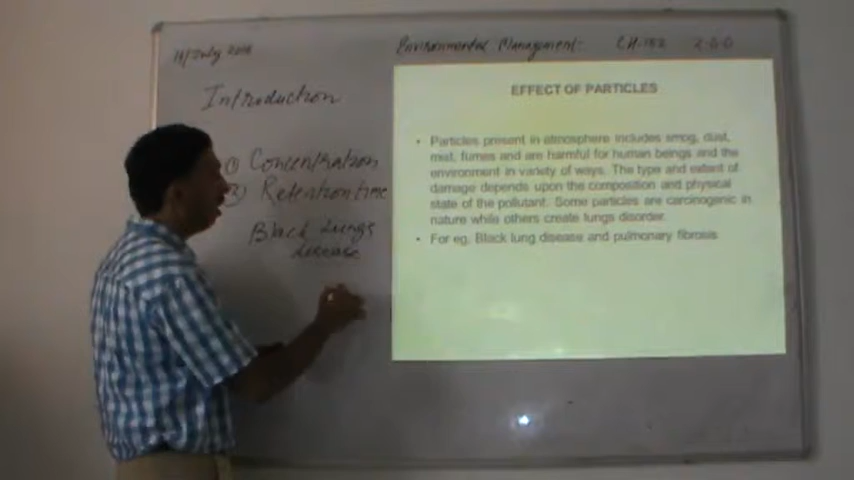 July
Environmental Management:
Introduction
① Concentration
② Retention time
Black Lungs
disease
EFFECT OF PARTICLES
• Particles present in atmosphere includes smog, dust,
mist, fumes and are harmful for human beings and the
environment in variety of ways. The type and extent of
damage depends upon the composition and physical
state of the pollutant. Some particles are carcinogenic in
nature while others create lungs disorder.
• For eg. Black lung disease and pulmonary fibrosis